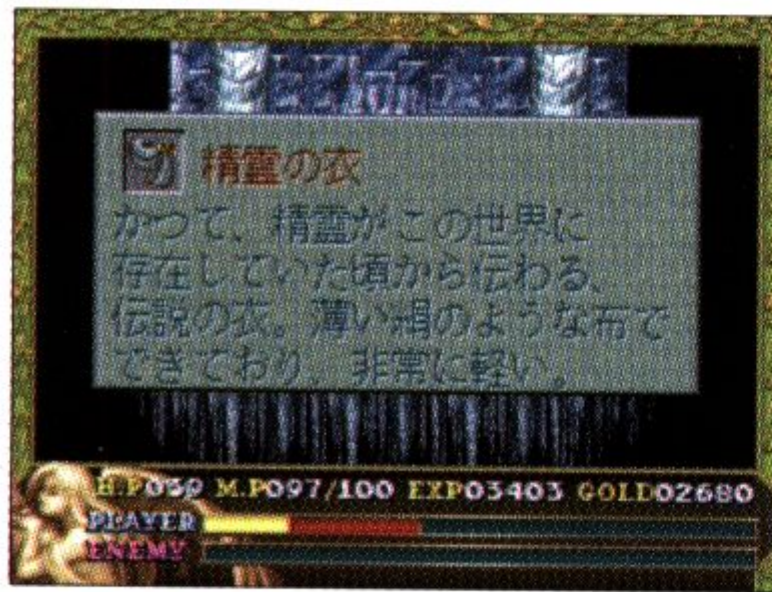 精霊の衣
かつて、精霊がこの世界に
存在していた頃から伝わる、
伝説の衣。薄い絹のような布で
できており、非常に軽い。
H.P039 M.P097/100 EXP03403 GOLD02680
PLAYER
ENEMY